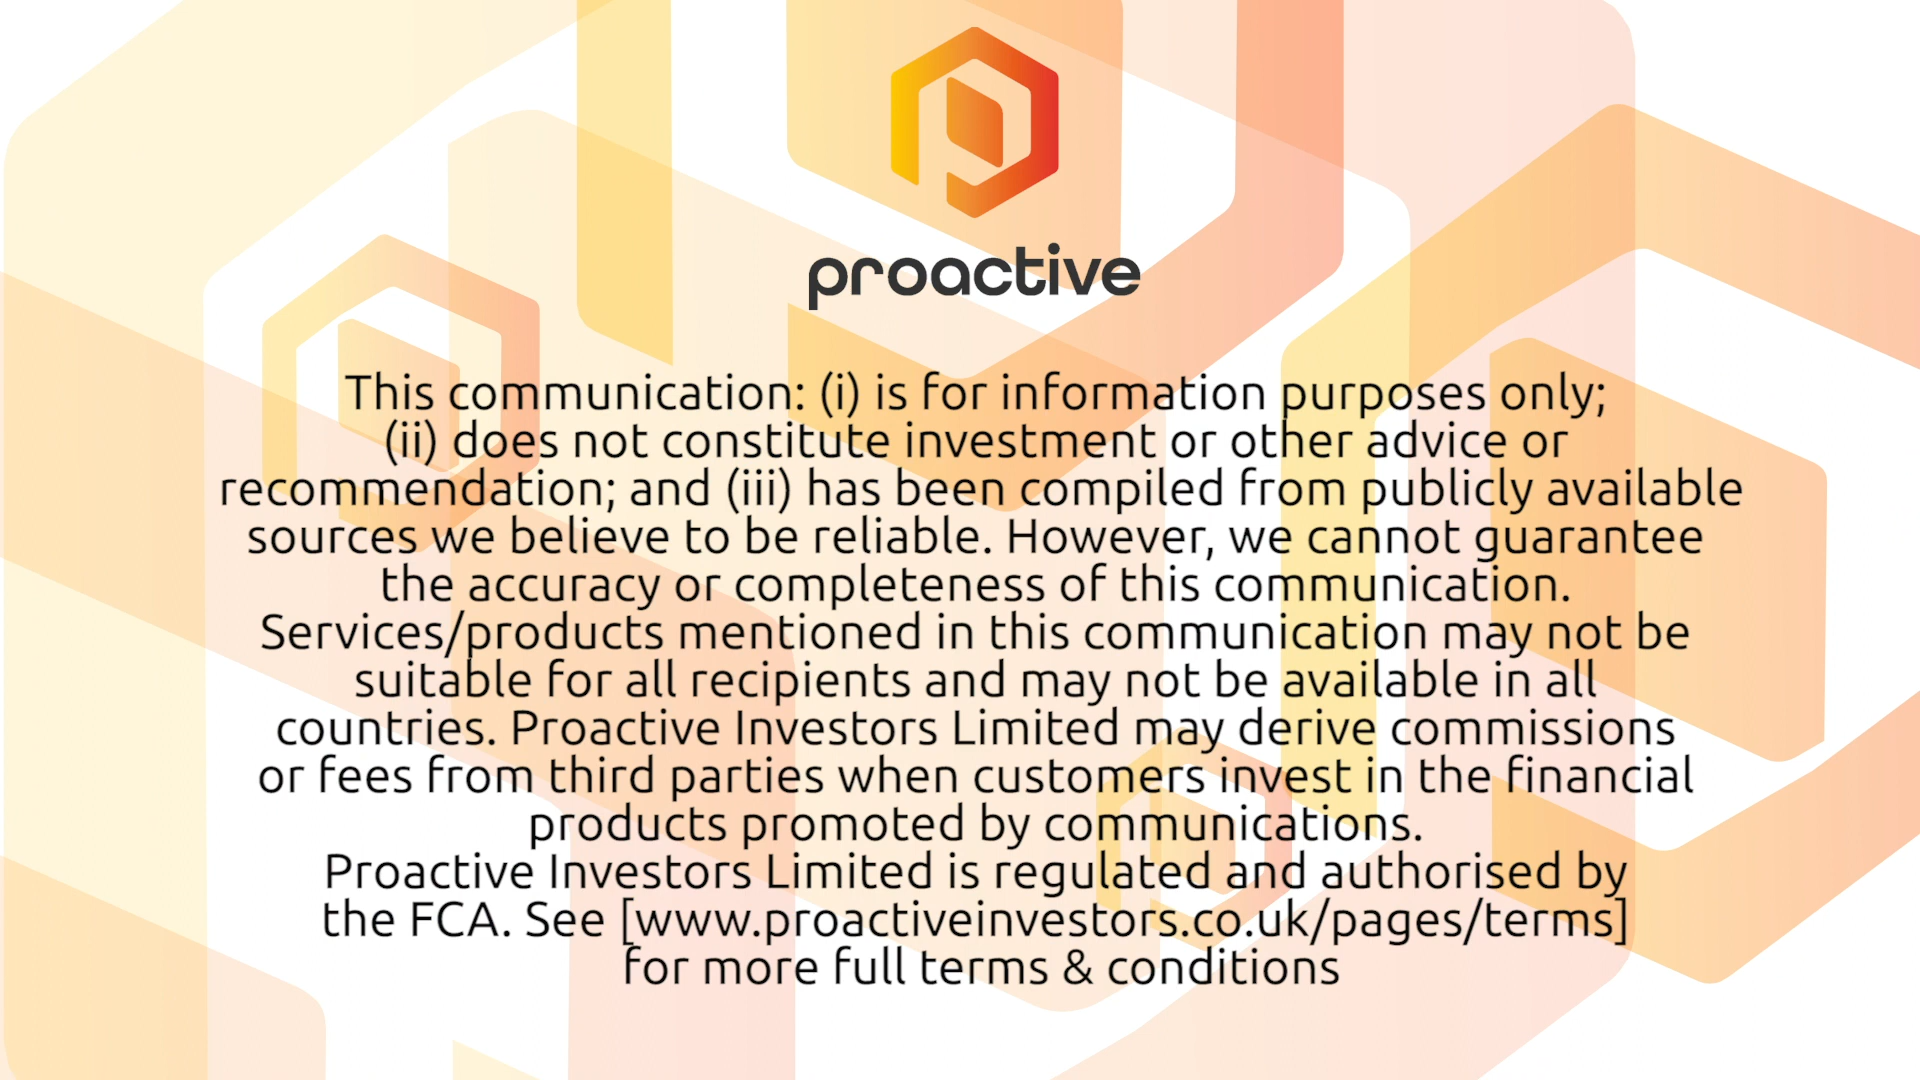 proactive
This communication: (i) is for information purposes only;
(ii) does not constitute investment or other advice or
recommendation; and (iii) has been compiled from publicly available
sources we believe to be reliable. However, we cannot guarantee
the accuracy or completeness of this communication.
Services/products mentioned in this communication may not be
suitable for all recipients and may not be available in all
countries. Proactive Investors Limited may derive commissions
or fees from third parties when customers invest in the financial
products promoted by communications.
Proactive Investors Limited is regulated and authorised by
the FCA. See [www.proactiveinvestors.co.uk/pages/terms]
for more full terms & conditions